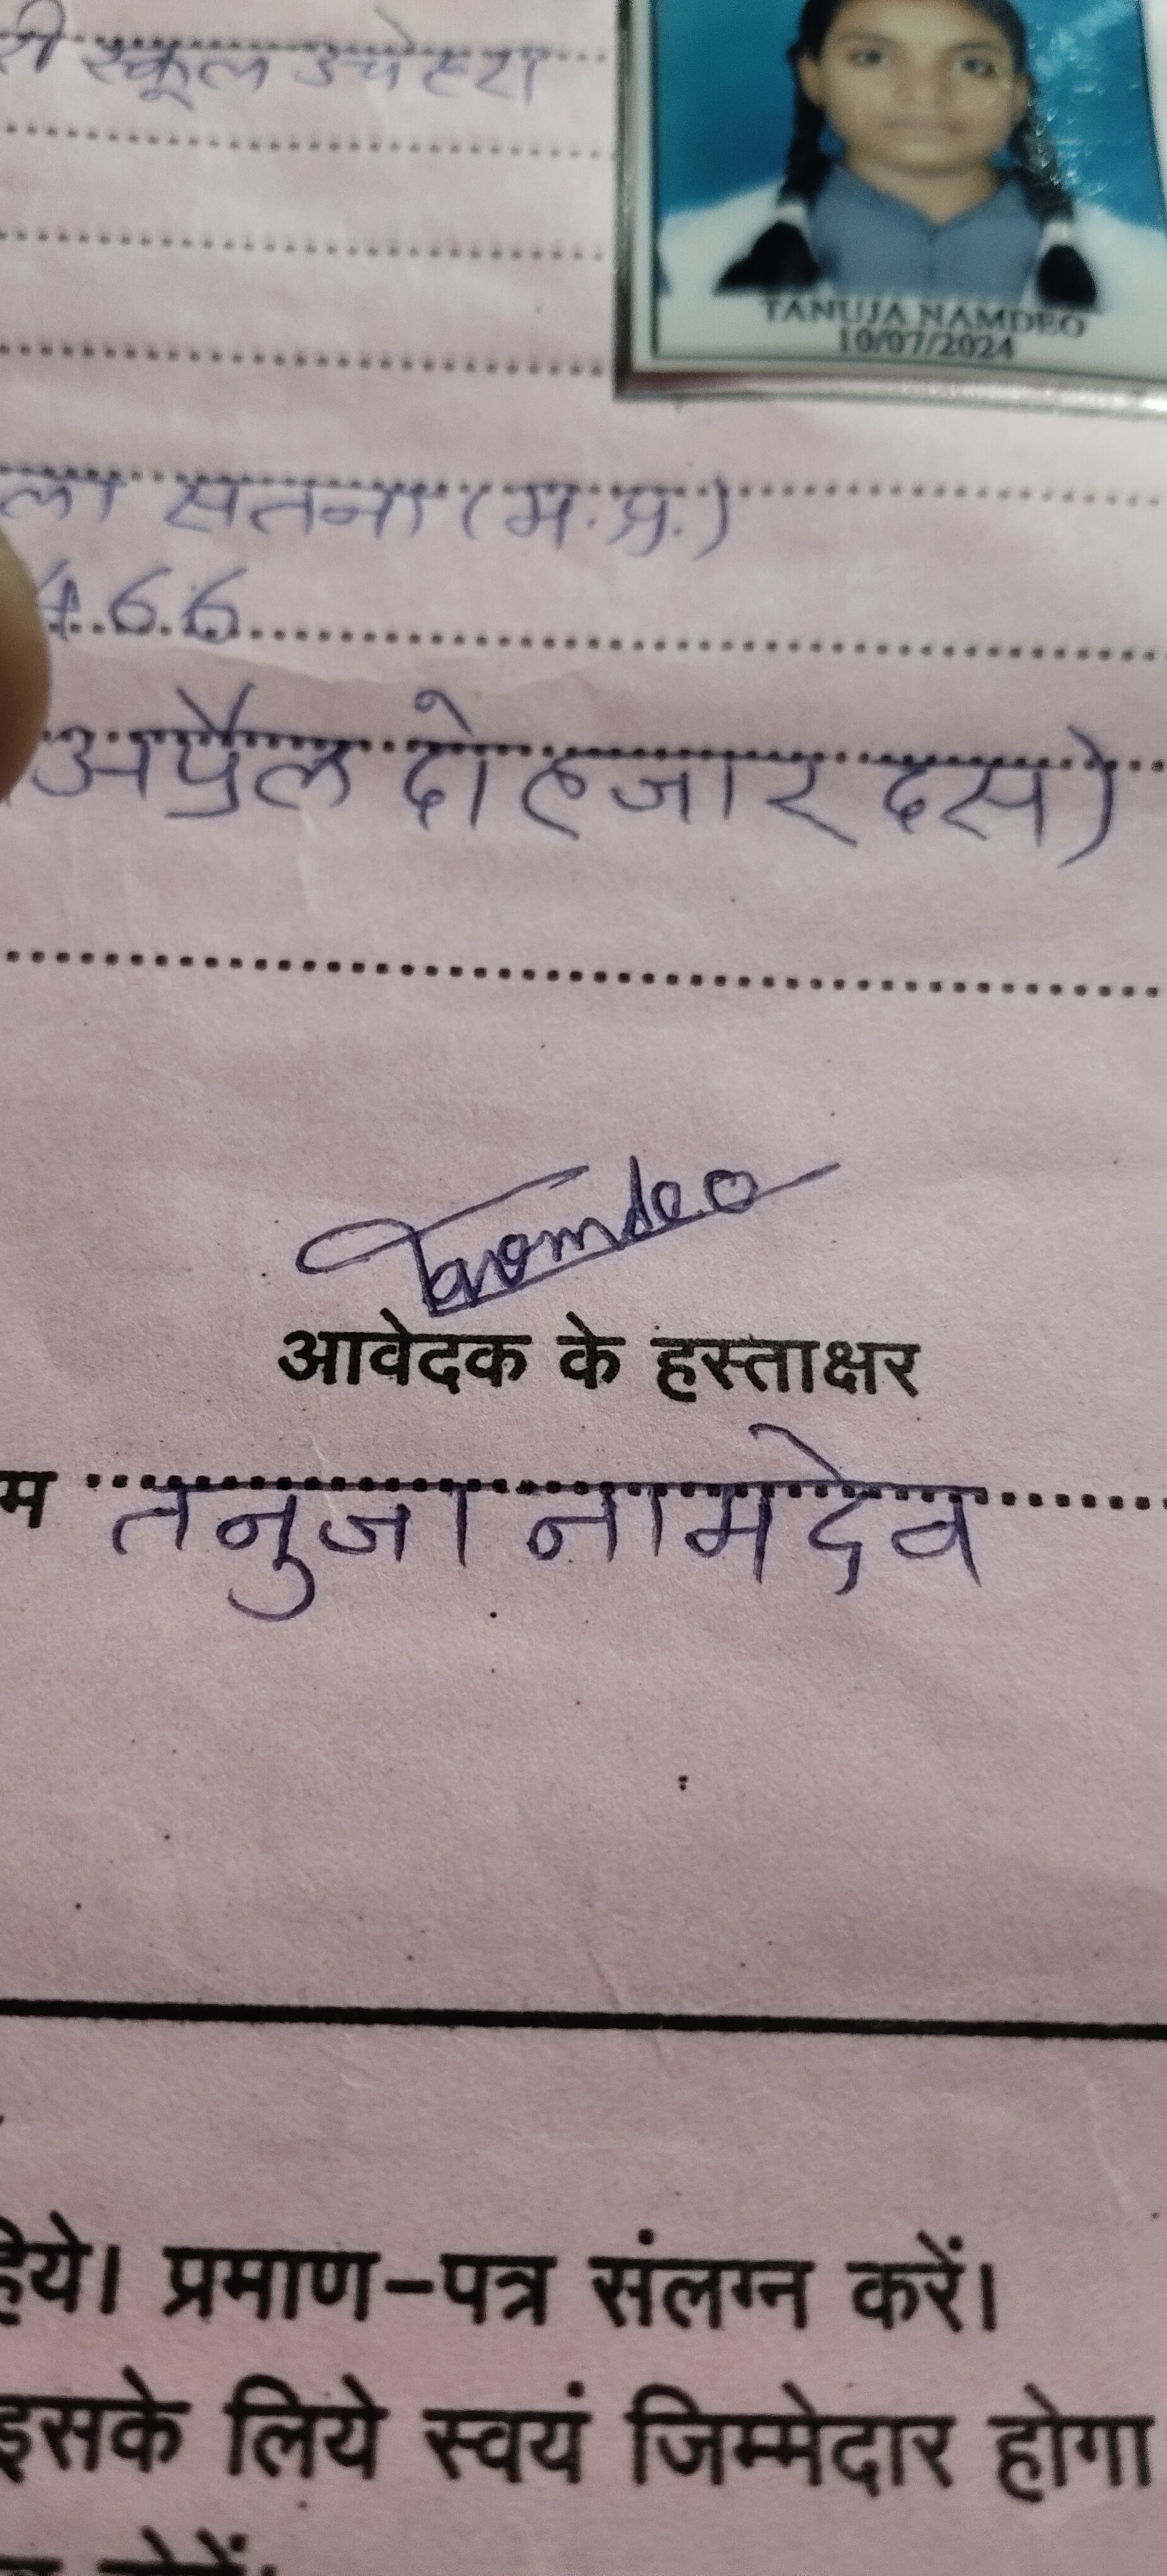 री स्कूल उचेहरा
TANUJA NAMDEO
10/07/2024
ला सतना (म.प्र.)
466
अप्रैल दो हजार दस)
Tnamdeo
आवेदक के हस्ताक्षर
तनुजा नामदेव
प्रमाण-पत्र संलग्न करें।
इसके लिये स्वयं जिम्मेदार होगा